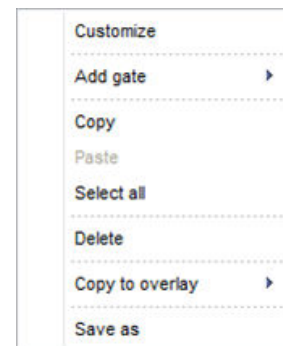 Customize
Add gate
Copy
Paste
Select all
Delete
Copy to overlay
Save as